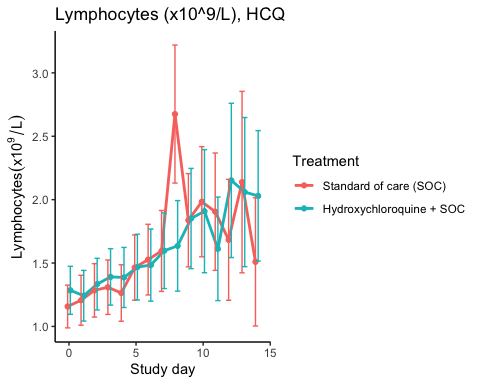 Lymphocytes (x10^9/L), HCQ
Lymphocytes(x10⁹/L)
3.0
2.5
2.0
1.5
1.0
0
5
10
15
Study day
Treatment
Standard of care (SOC)
Hydroxychloroquine + SOC